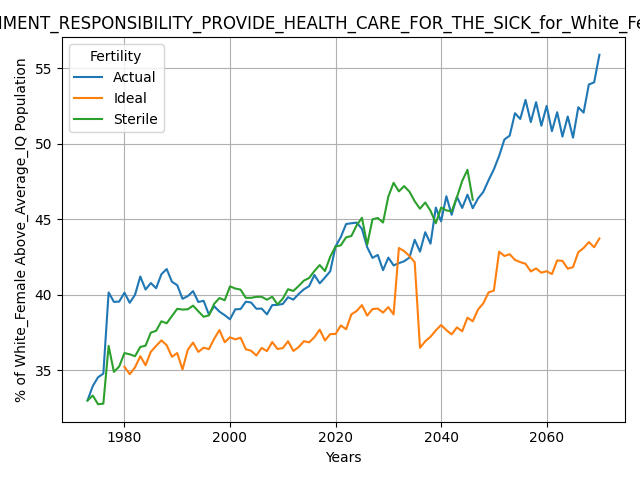 NMENT_RESPONSIBILITY_PROVIDE_HEALTH_CARE_FOR_THE_SICK_for_White_Fe
Fertility
Actual
Ideal
Sterile
% of White_Female Above_Average_IQ Population
55
50
45
40
35
1980
2000
2020
2040
2060
Years